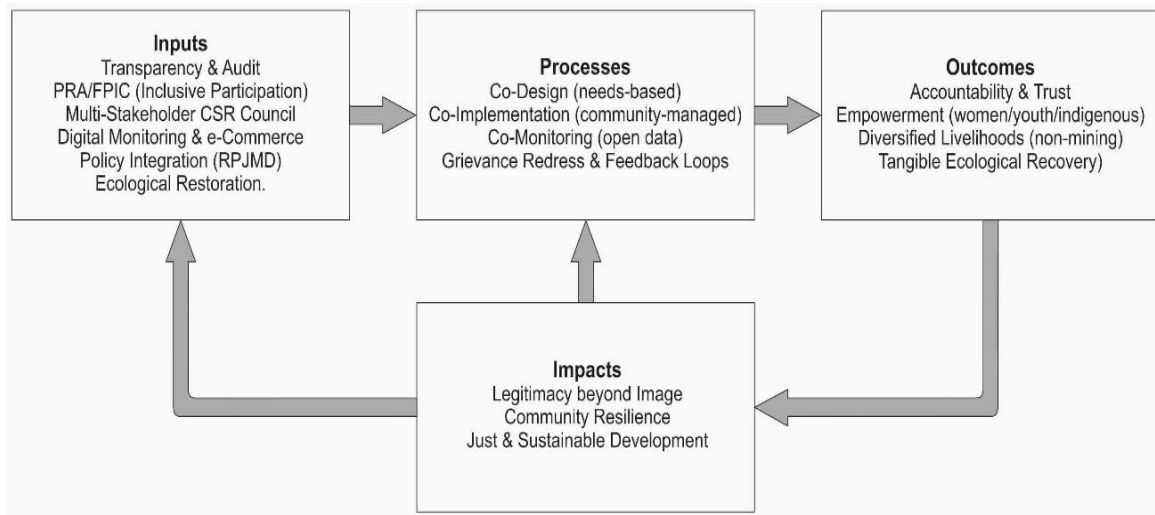 Inputs
Transparency & Audit
PRA/FPIC (Inclusive Participation)
Multi-Stakeholder CSR Council
Digital Monitoring & e-Commerce
Policy Integration (RPJMD)
Ecological Restoration.
Processes
Co-Design (needs-based)
Co-Implementation (community-managed)
Co-Monitoring (open data)
Grievance Redress & Feedback Loops
Outcomes
Accountability & Trust
Empowerment (women/youth/indigenous)
Diversified Livelihoods (non-mining)
Tangible Ecological Recovery)
Impacts
Legitimacy beyond Image
Community Resilience
Just & Sustainable Development